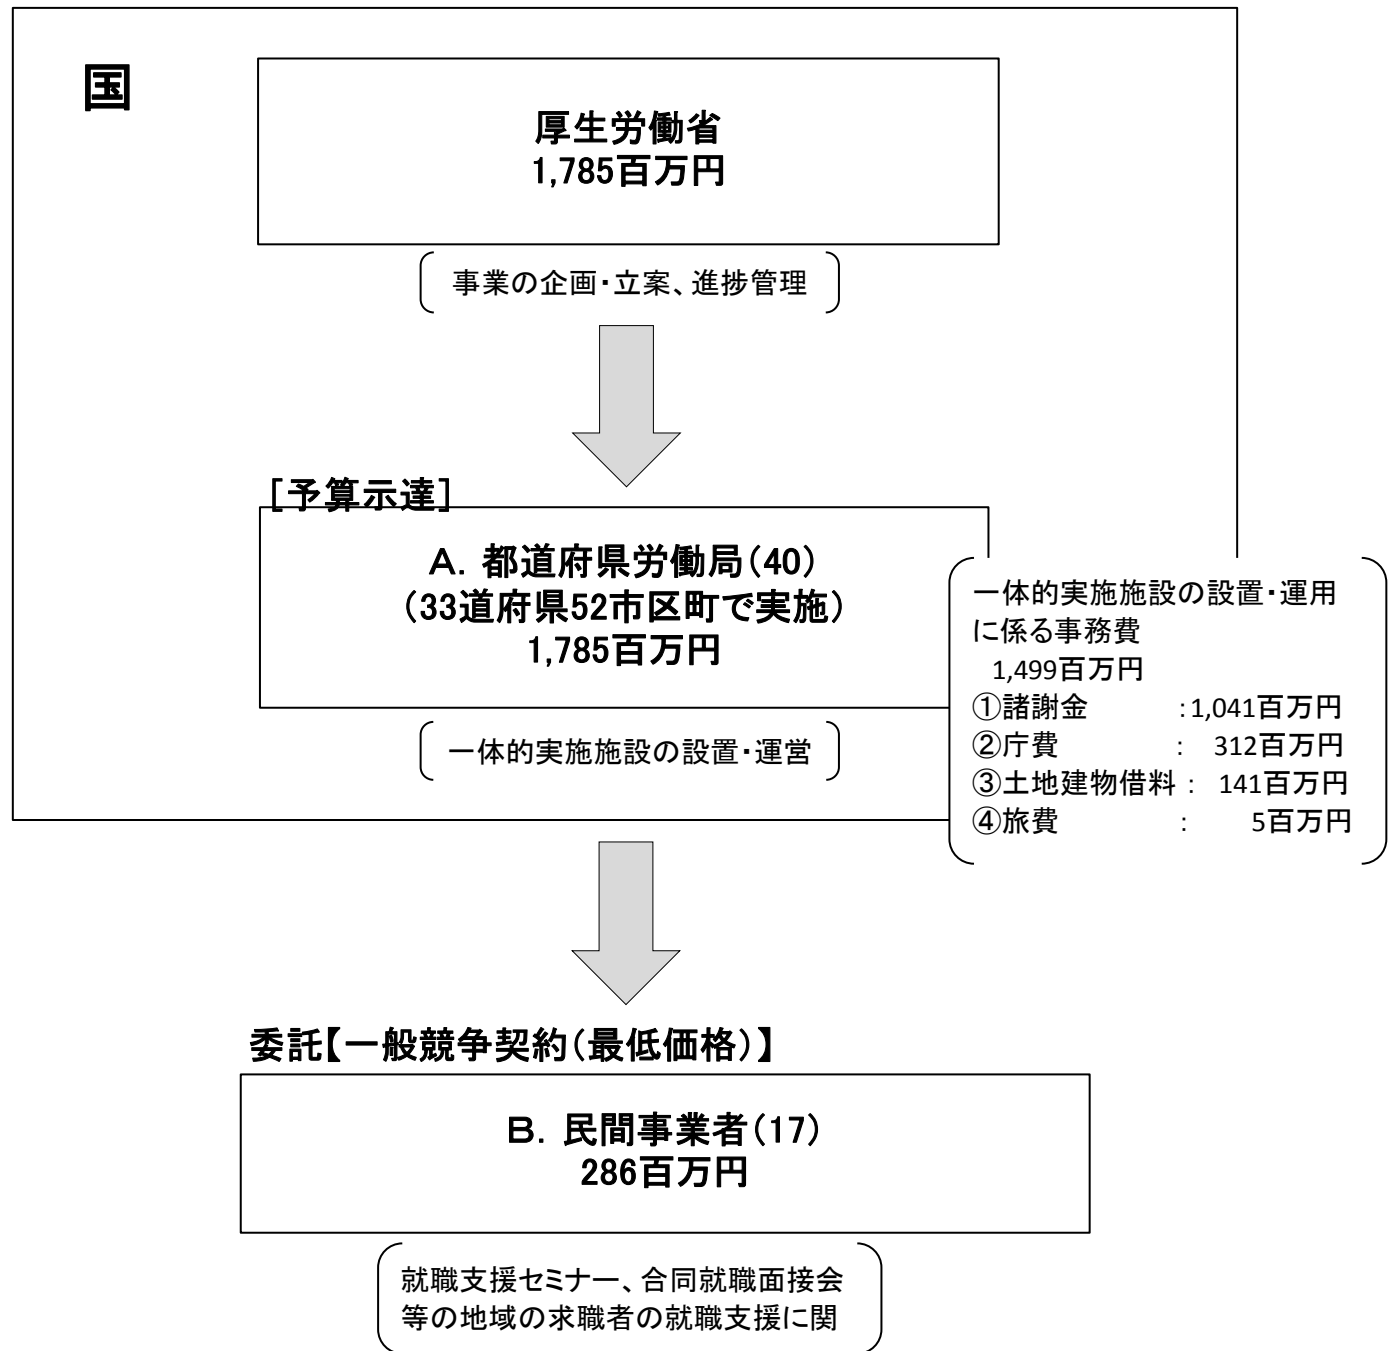 国
厚生労働省
1,785百万円
事業の企画・立案、進捗管理
[予算示達]
A．都道府県労働局(40)
(33道府県52市区町で実施)
1,785百万円
一体的実施施設の設置・運営
一体的実施施設の設置・運用
に係る事務費
1,499百万円
①諸謝金　：1,041百万円
②庁費　：　312百万円
③土地建物借料：　141百万円
④旅費　：　5百万円
委託【一般競争契約(最低価格)】
B．民間事業者(17)
286百万円
就職支援セミナー、合同就職面接会
等の地域の求職者の就職支援に関